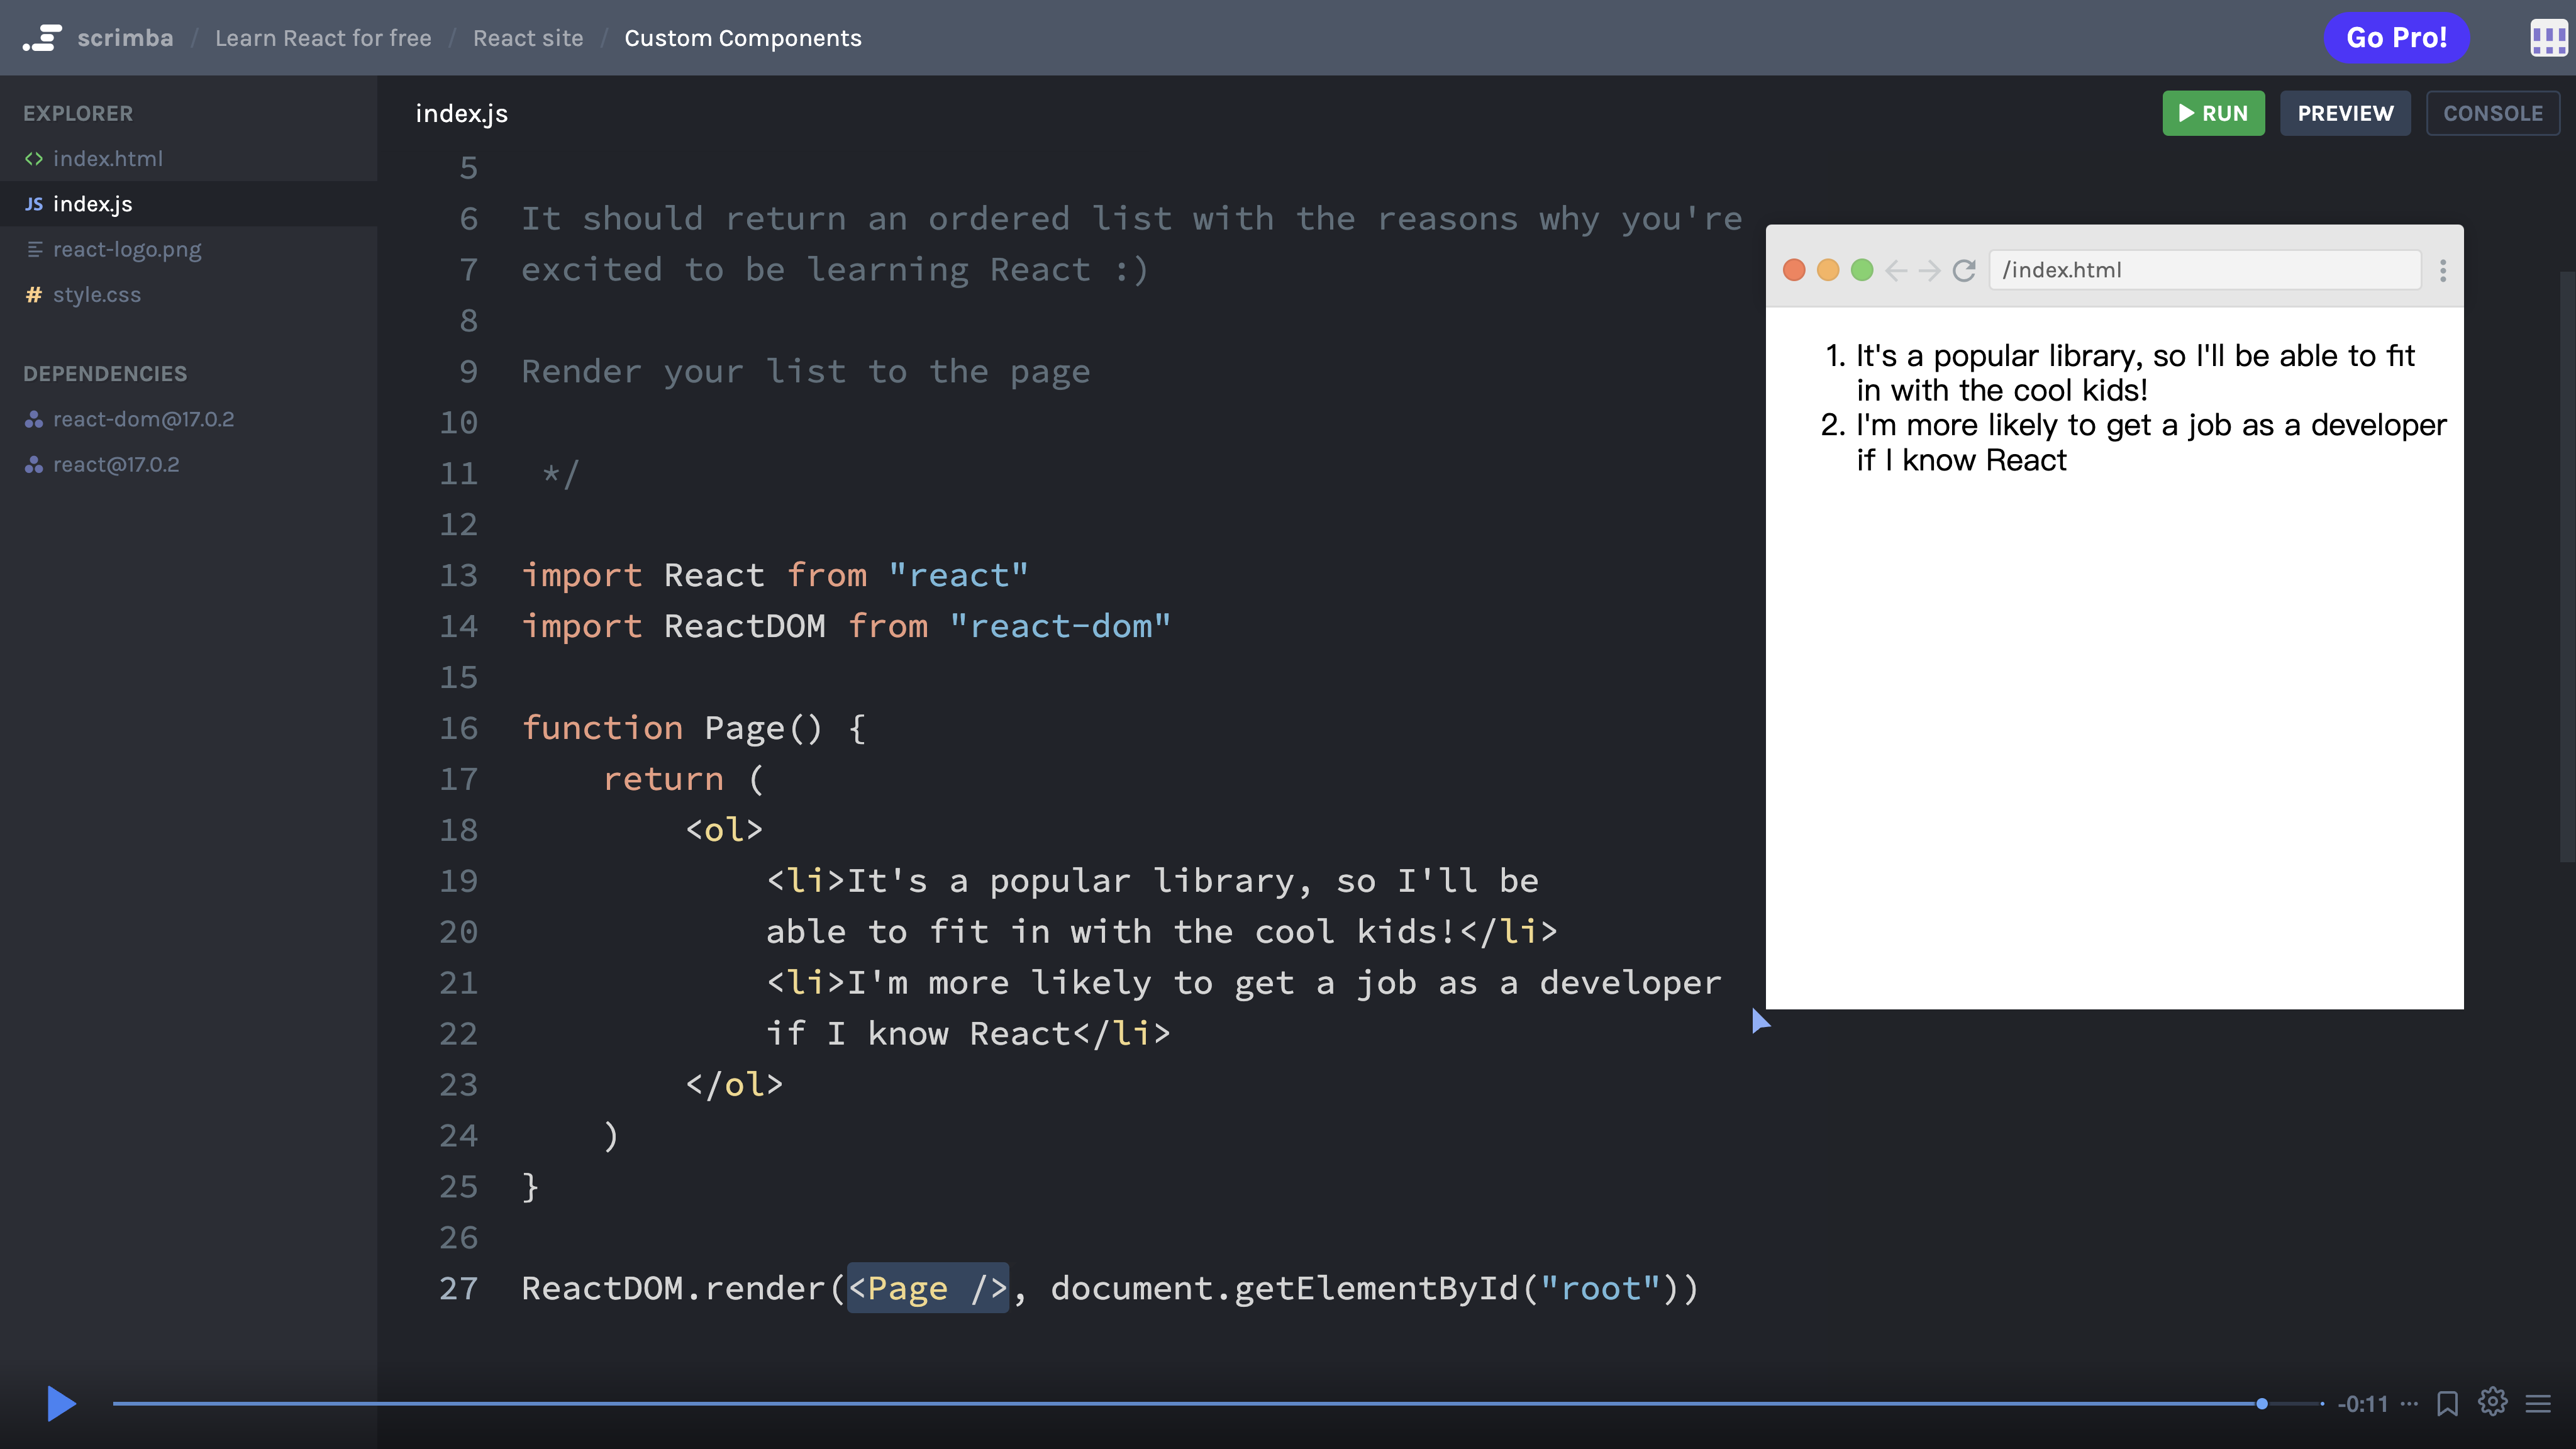 scrimba / Learn React for free / React site / Custom Components
Go Pro!
EXPLORER
<> index.html
JS index.js
react-logo.png
# style.css
DEPENDENCIES
react-dom@17.0.2
react@17.0.2
index.js
RUN
PREVIEW
CONSOLE
5
6 It should return an ordered list with the reasons why you're
7 excited to be learning React :)
8
9 Render your list to the page
10
11 */
12
13 import React from "react"
14 import ReactDOM from "react-dom"
15
16 function Page() {
17 return (
18 <ol>
19 <li>It's a popular library, so I'll be
20 able to fit in with the cool kids!</li>
21 <li>I'm more likely to get a job as a developer
22 if I know React</li>
23 </ol>
24 )
25 }
26
27 ReactDOM.render(<Page />, document.getElementById("root"))
/index.html
1. It's a popular library, so I'll be able to fit
in with the cool kids!
2. I'm more likely to get a job as a developer
if I know React
-0:11